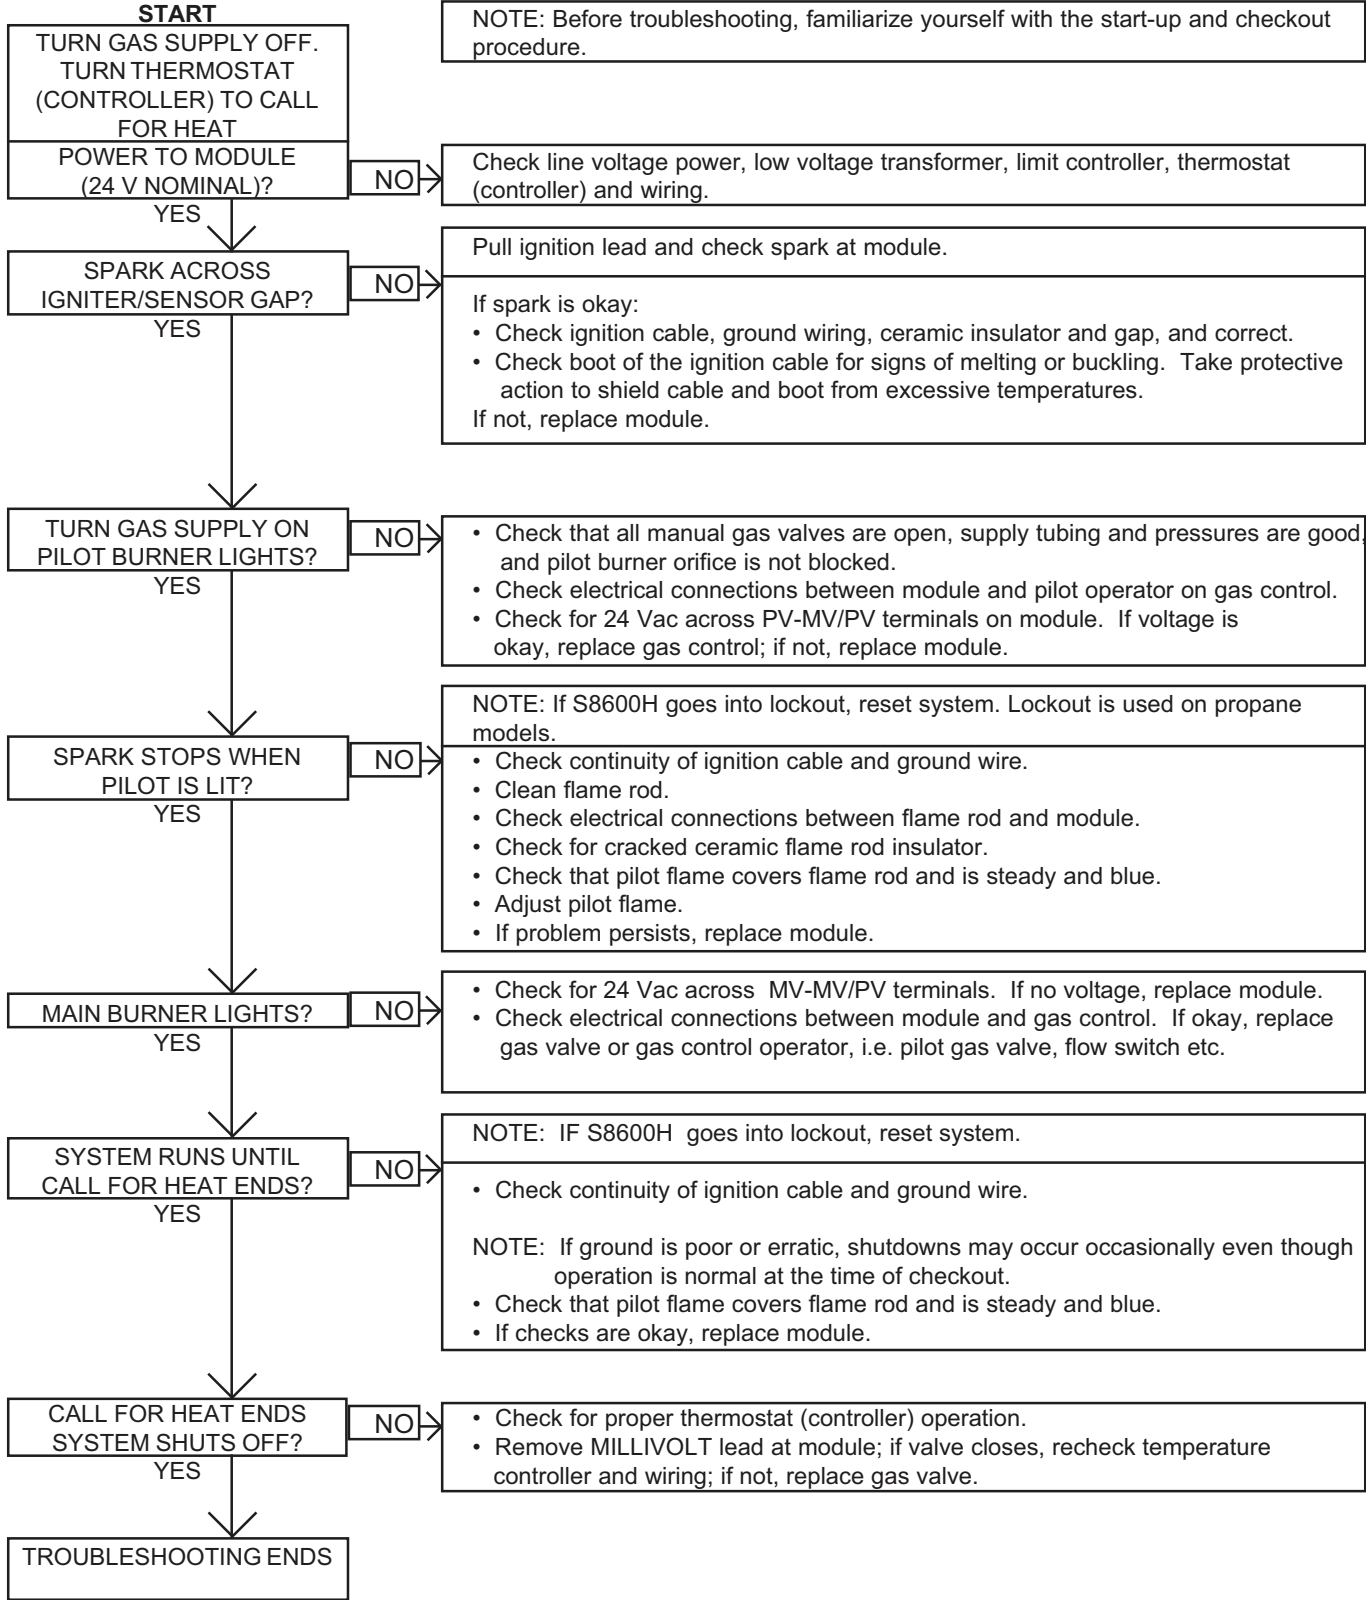 START
TURN GAS SUPPLY OFF.
TURN THERMOSTAT
(CONTROLLER) TO CALL
FOR HEAT
NOTE: Before troubleshooting, familiarize yourself with the start-up and checkout
procedure.
POWER TO MODULE
(24 V NOMINAL)?
NO
Check line voltage power, low voltage transformer, limit controller, thermostat
(controller) and wiring.
YES
SPARK ACROSS
IGNITER/SENSOR GAP?
NO
Pull ignition lead and check spark at module.
If spark is okay:
• Check ignition cable, ground wiring, ceramic insulator and gap, and correct.
• Check boot of the ignition cable for signs of melting or buckling. Take protective
action to shield cable and boot from excessive temperatures.
If not, replace module.
YES
TURN GAS SUPPLY ON
PILOT BURNER LIGHTS?
NO
• Check that all manual gas valves are open, supply tubing and pressures are good,
and pilot burner orifice is not blocked.
• Check electrical connections between module and pilot operator on gas control.
• Check for 24 Vac across PV-MV/PV terminals on module. If voltage is
okay, replace gas control; if not, replace module.
YES
SPARK STOPS WHEN
PILOT IS LIT?
NO
NOTE: If S8600H goes into lockout, reset system. Lockout is used on propane
models.
• Check continuity of ignition cable and ground wire.
• Clean flame rod.
• Check electrical connections between flame rod and module.
• Check for cracked ceramic flame rod insulator.
• Check that pilot flame covers flame rod and is steady and blue.
• Adjust pilot flame.
• If problem persists, replace module.
YES
MAIN BURNER LIGHTS?
NO
• Check for 24 Vac across MV-MV/PV terminals. If no voltage, replace module.
• Check electrical connections between module and gas control. If okay, replace
gas valve or gas control operator, i.e. pilot gas valve, flow switch etc.
YES
SYSTEM RUNS UNTIL
CALL FOR HEAT ENDS?
NO
NOTE: IF S8600H goes into lockout, reset system.
• Check continuity of ignition cable and ground wire.
NOTE: If ground is poor or erratic, shutdowns may occur occasionally even though
operation is normal at the time of checkout.
• Check that pilot flame covers flame rod and is steady and blue.
• If checks are okay, replace module.
YES
CALL FOR HEAT ENDS
SYSTEM SHUTS OFF?
NO
• Check for proper thermostat (controller) operation.
• Remove MILLIVOLT lead at module; if valve closes, recheck temperature
controller and wiring; if not, replace gas valve.
YES
TROUBLESHOOTING ENDS